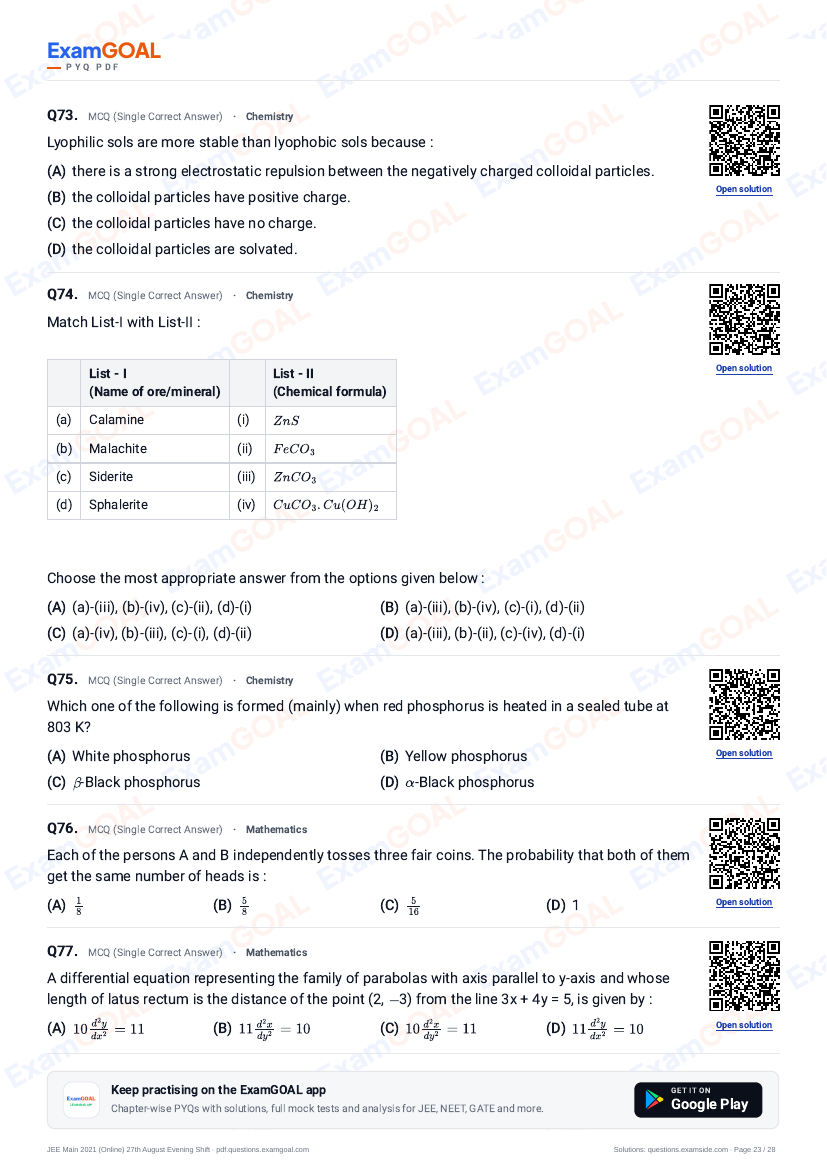 ExamGOAL
PYQ PDF
Q73. MCQ (Single Correct Answer) · Chemistry
Lyophilic sols are more stable than lyophobic sols because :
(A) there is a strong electrostatic repulsion between the negatively charged colloidal particles.
(B) the colloidal particles have positive charge.
(C) the colloidal particles have no charge.
(D) the colloidal particles are solvated.
Open solution
Q74. MCQ (Single Correct Answer) · Chemistry
Match List-I with List-II :
Open solution
List - I (Name of ore/mineral) List - II (Chemical formula)
(a) Calamine (i) ZnS
(b) Malachite (ii) FeCO₃
(c) Siderite (iii) ZnCO₃
(d) Sphalerite (iv) CuCO₃. Cu(OH)₂
Choose the most appropriate answer from the options given below :
(A) (a)-(iii), (b)-(iv), (c)-(ii), (d)-(i) (B) (a)-(iii), (b)-(iv), (c)-(i), (d)-(ii)
(C) (a)-(iv), (b)-(iii), (c)-(i), (d)-(ii) (D) (a)-(iii), (b)-(ii), (c)-(iv), (d)-(i)
Q75. MCQ (Single Correct Answer) · Chemistry
Which one of the following is formed (mainly) when red phosphorus is heated in a sealed tube at
803 K?
(A) White phosphorus (B) Yellow phosphorus
(C) β-Black phosphorus (D) α-Black phosphorus
Open solution
Q76. MCQ (Single Correct Answer) · Mathematics
Each of the persons A and B independently tosses three fair coins. The probability that both of them
get the same number of heads is :
(A) 1/8 (B) 5/8 (C) 5/16 (D) 1
Open solution
Q77. MCQ (Single Correct Answer) · Mathematics
A differential equation representing the family of parabolas with axis parallel to y-axis and whose
length of latus rectum is the distance of the point (2, −3) from the line 3x + 4y = 5, is given by :
(A) 10 d²y/dx² = 11 (B) 11 d²x/dy² = 10 (C) 10 d²x/dy² = 11 (D) 11 d²y/dx² = 10
Open solution
Keep practising on the ExamGOAL app
Chapter-wise PYQs with solutions, full mock tests and analysis for JEE, NEET, GATE and more.
ExamGOAL
GET IT ON
Google Play
JEE Main 2021 (Online) 27th August Evening Shift · pdf.questions.examgoal.com
Solutions: questions.examside.com · Page 23 / 28